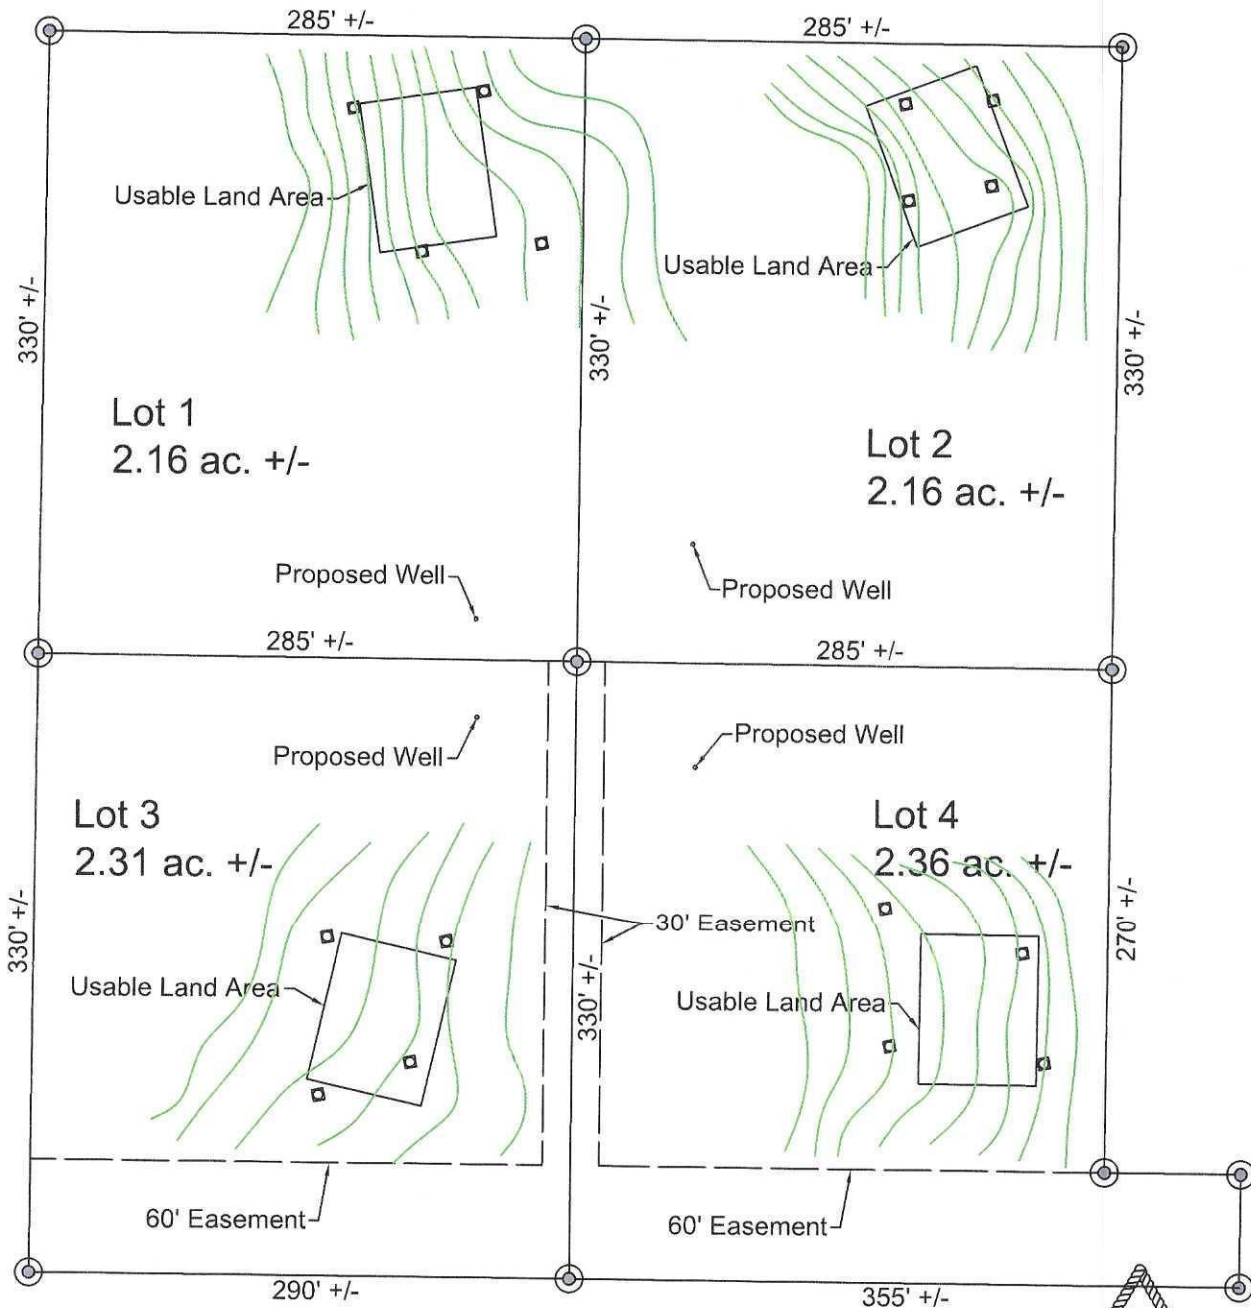 285' +/-
285' +/-
Usable Land Area
Usable Land Area
330' +/-
330' +/-
330' +/-
Lot 1
2.16 ac. +/-
Lot 2
2.16 ac. +/-
Proposed Well
Proposed Well
285' +/-
285' +/-
Proposed Well
Proposed Well
Lot 3
2.31 ac. +/-
Lot 4
2.36 ac. +/-
330' +/-
30' Easement
270' +/-
Usable Land Area
330' +/-
Usable Land Area
60' Easement
60' Easement
290' +/-
355' +/-